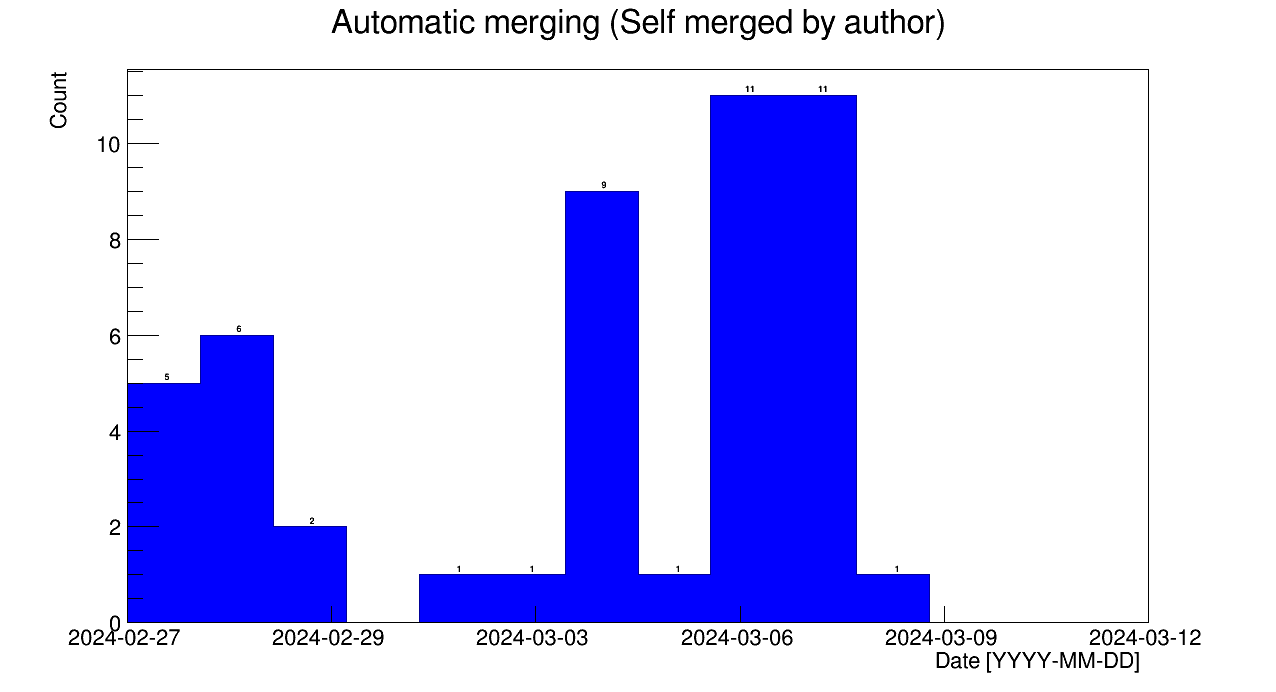 Automatic merging (Self merged by author)
Count
11 11
10
9
8
6
6
5
4
2
2
1 1 1 1
0
2024-02-27 2024-02-29 2024-03-03 2024-03-06 2024-03-09 2024-03-12
Date [YYYY-MM-DD]